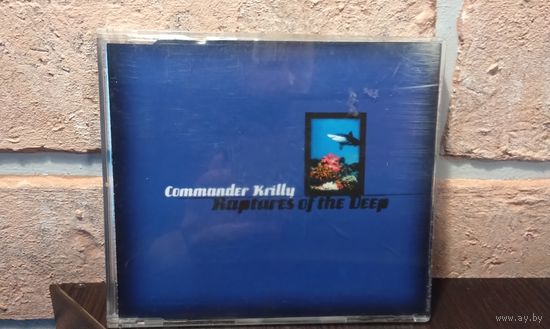 Commander Krilly
Raptures of the Deep
www.ay.by